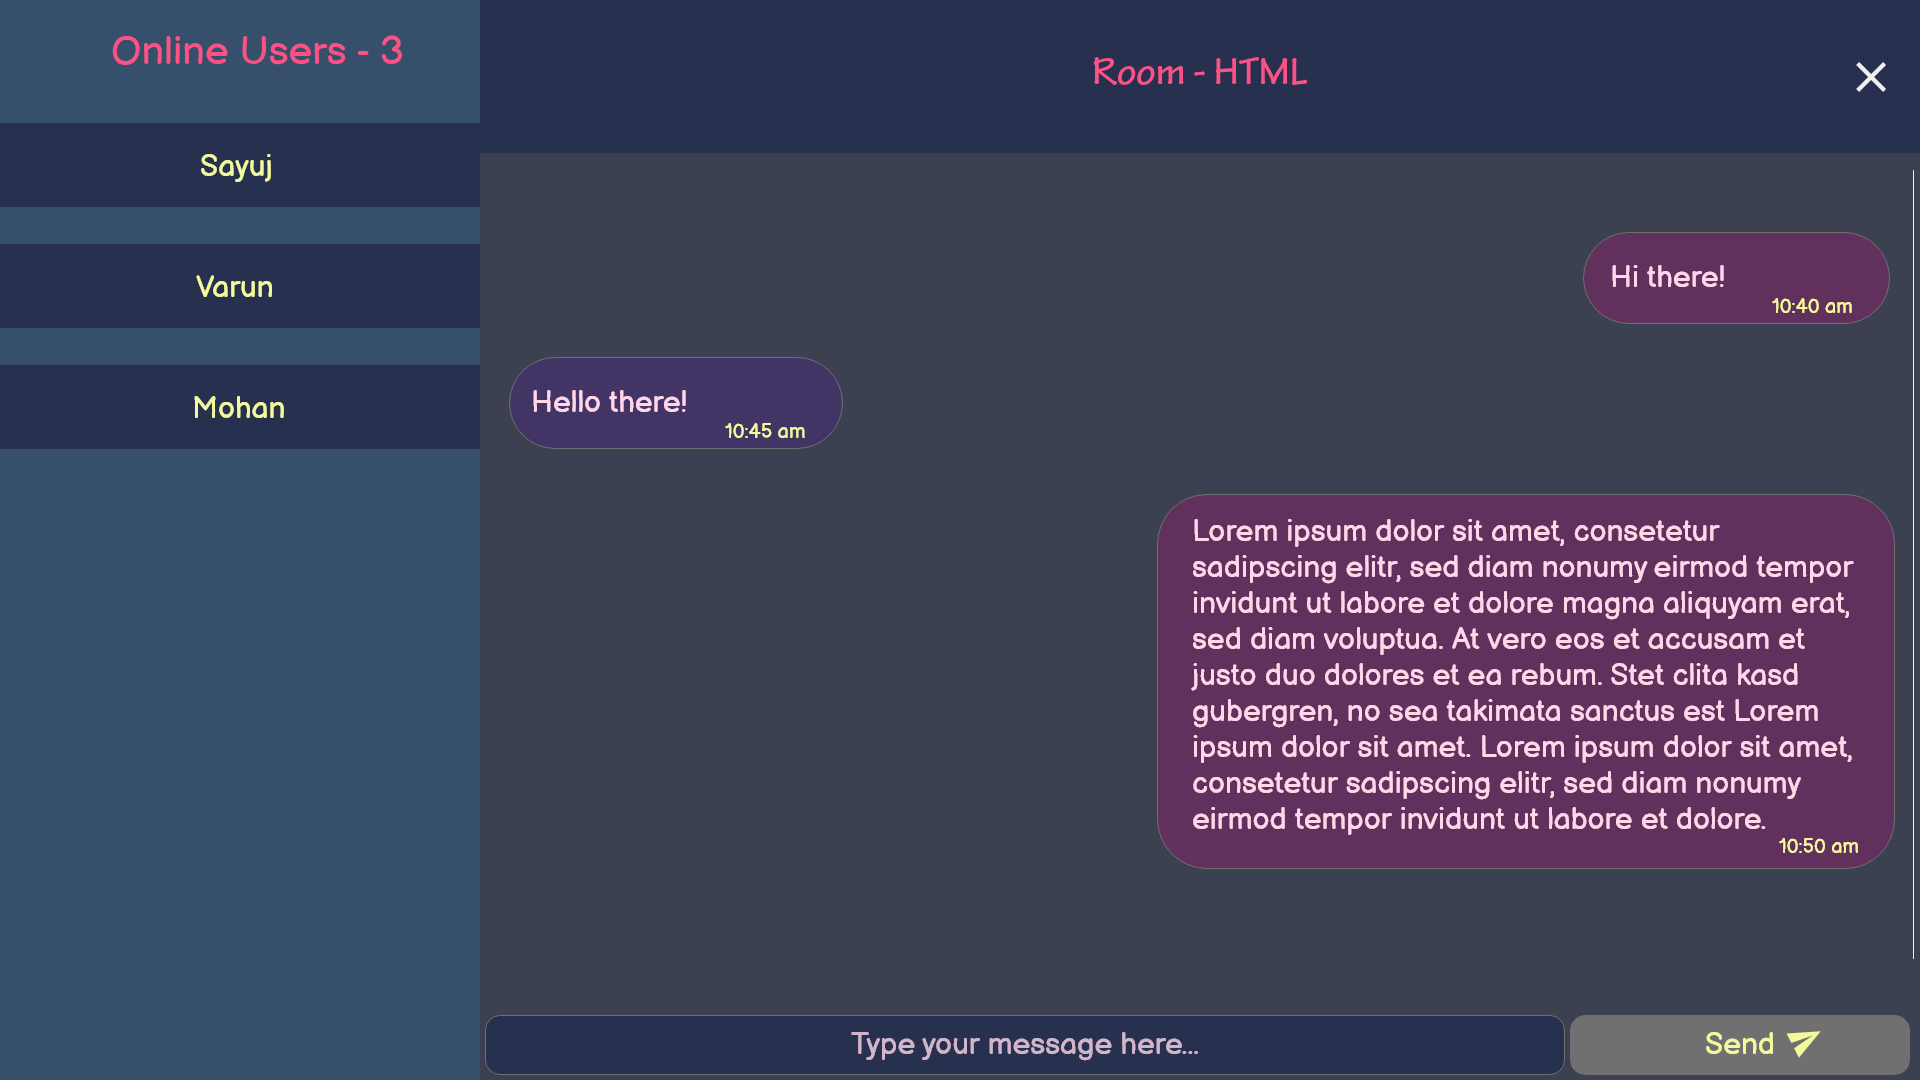 Online Users - 3
Sayuj
Varun
Mohan
Room - HTML
Hi there!
10:40 am
Hello there!
10:45 am
Lorem ipsum dolor sit amet, consetetur
sadipscing elitr, sed diam nonumy eirmod tempor
invidunt ut labore et dolore magna aliquyam erat,
sed diam voluptua. At vero eos et accusam et
justo duo dolores et ea rebum. Stet clita kasd
gubergren, no sea takimata sanctus est Lorem
ipsum dolor sit amet. Lorem ipsum dolor sit amet,
consetetur sadipscing elitr, sed diam nonumy
eirmod tempor invidunt ut labore et dolore.
10:50 am
Type your message here...
Send